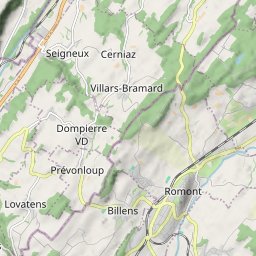 Seigneux
Cerniaz
Villars-Bramard
Dompierre
VD
Prévonloup
Romont
Lovatens
Billens